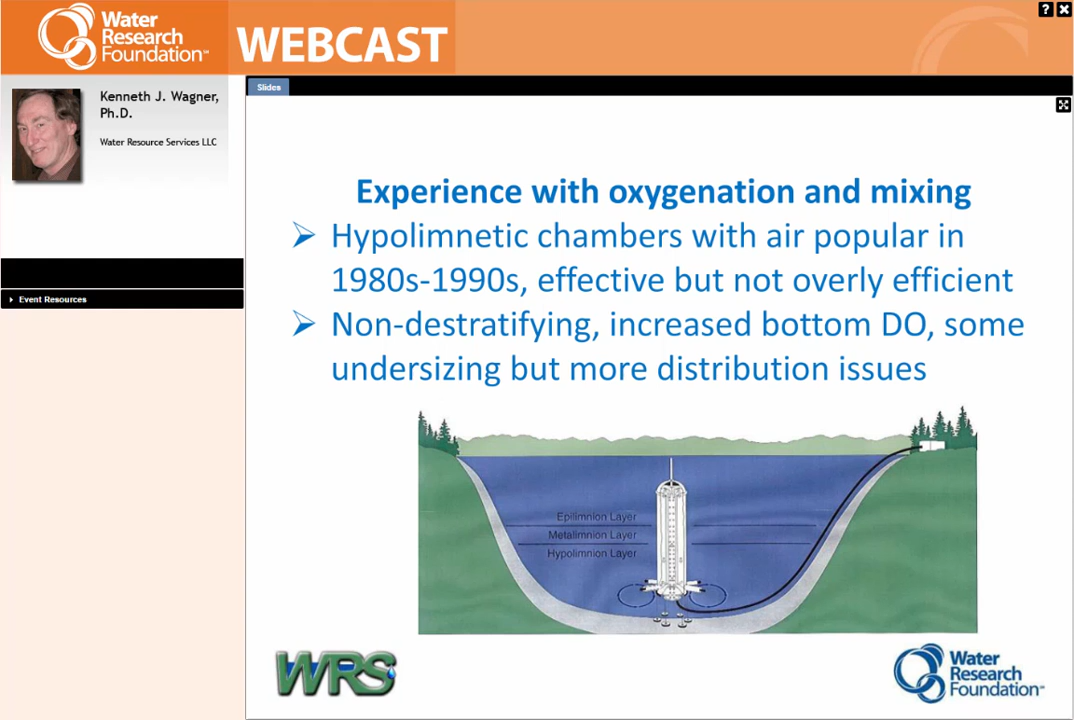 Water
Research
Foundation™
WEBCAST
?
Slides
Kenneth J. Wagner,
Ph.D.
Water Resource Services LLC
Event Resources
Experience with oxygenation and mixing
Hypolimnetic chambers with air popular in
1980s-1990s, effective but not overly efficient
Non-destratifying, increased bottom DO, some
undersizing but more distribution issues
Epilimnion Layer
Metalimnion Layer
Hypolimnion Layer
WRS
Water
Research
Foundation™